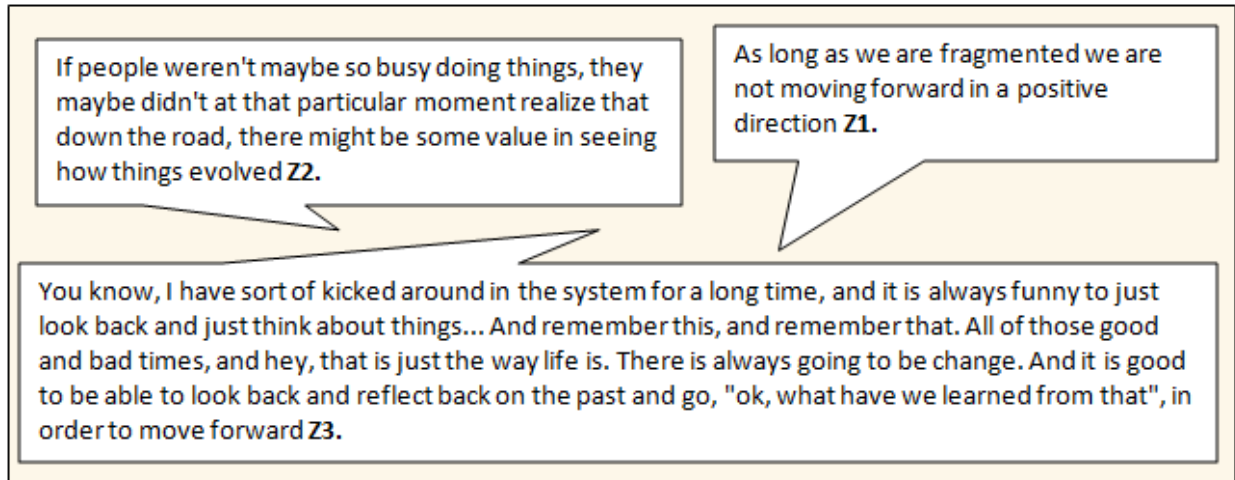 If people weren't maybe so busy doing things, they
maybe didn't at that particular moment realize that
down the road, there might be some value in seeing
how things evolved Z2.
As long as we are fragmented we are
not moving forward in a positive
direction Z1.
You know, I have sort of kicked around in the system for a long time, and it is always funny to just
look back and just think about things... And remember this, and remember that. All of those good
and bad times, and hey, that is just the way life is. There is always going to be change. And it is good
to be able to look back and reflect back on the past and go, "ok, what have we learned from that", in
order to move forward Z3.